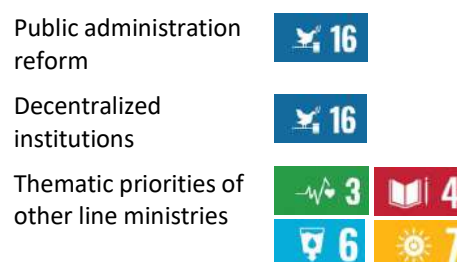 Public administration
reform
16
Decentralized
institutions
16
Thematic priorities of
other line ministries
3 4
6 7